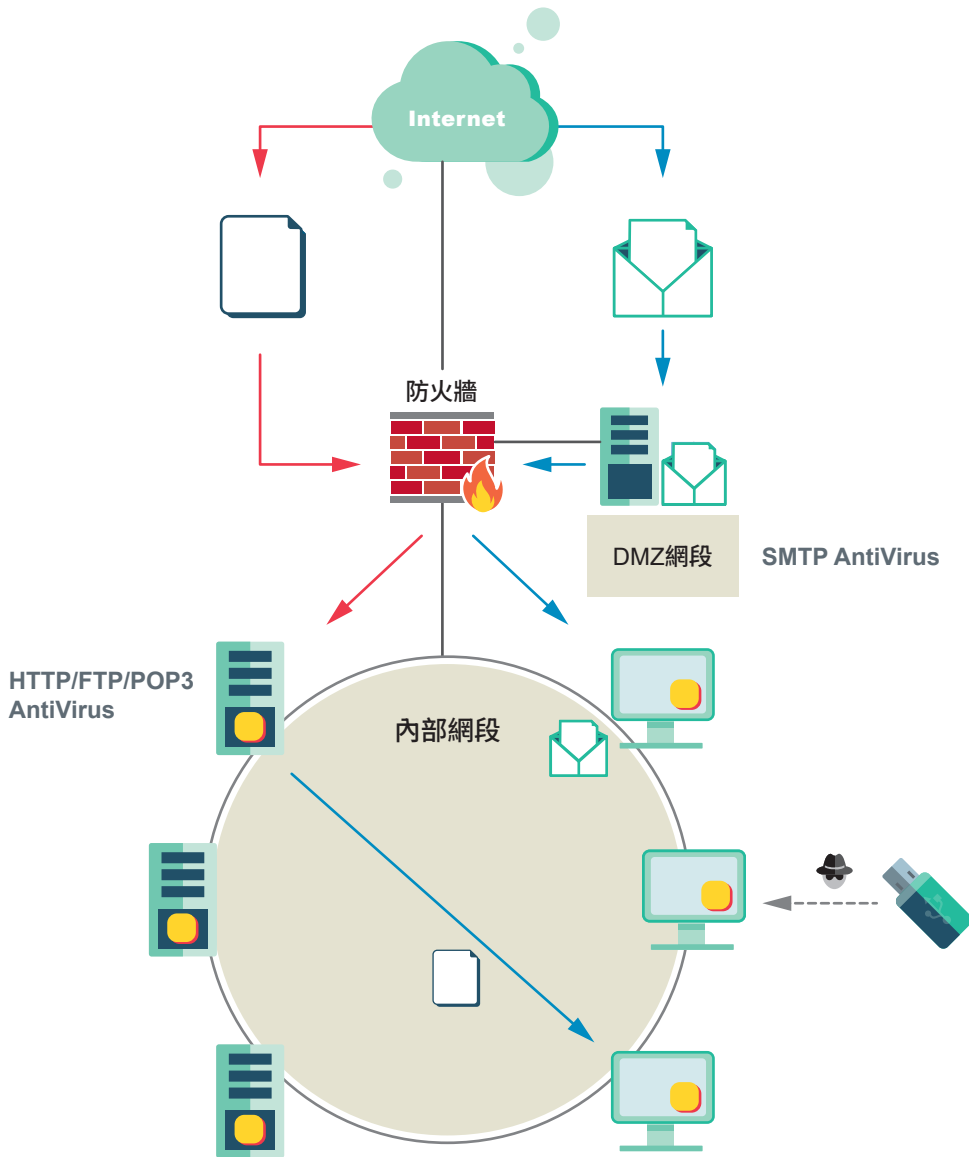 Internet
防火牆
DMZ網段
SMTP AntiVirus
HTTP/FTP/POP3
AntiVirus
內部網段